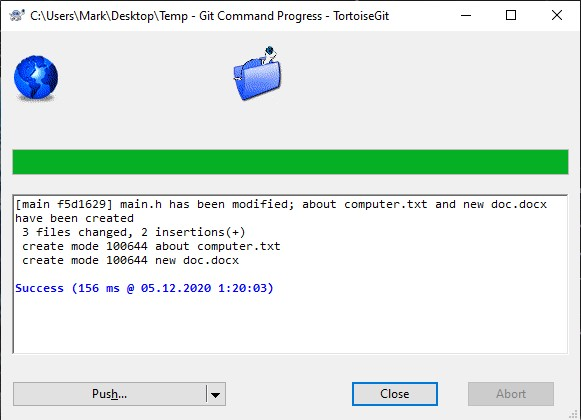 C:\Users\Mark\Desktop\Temp - Git Command Progress - TortoiseGit
[main f5d1629] main.h has been modified; about computer.txt and new doc.docx
have been created
3 files changed, 2 insertions(+)
create mode 100644 about computer.txt
create mode 100644 new doc.docx
Success (156 ms @ 05.12.2020 1:20:03)
Push... Close Abort